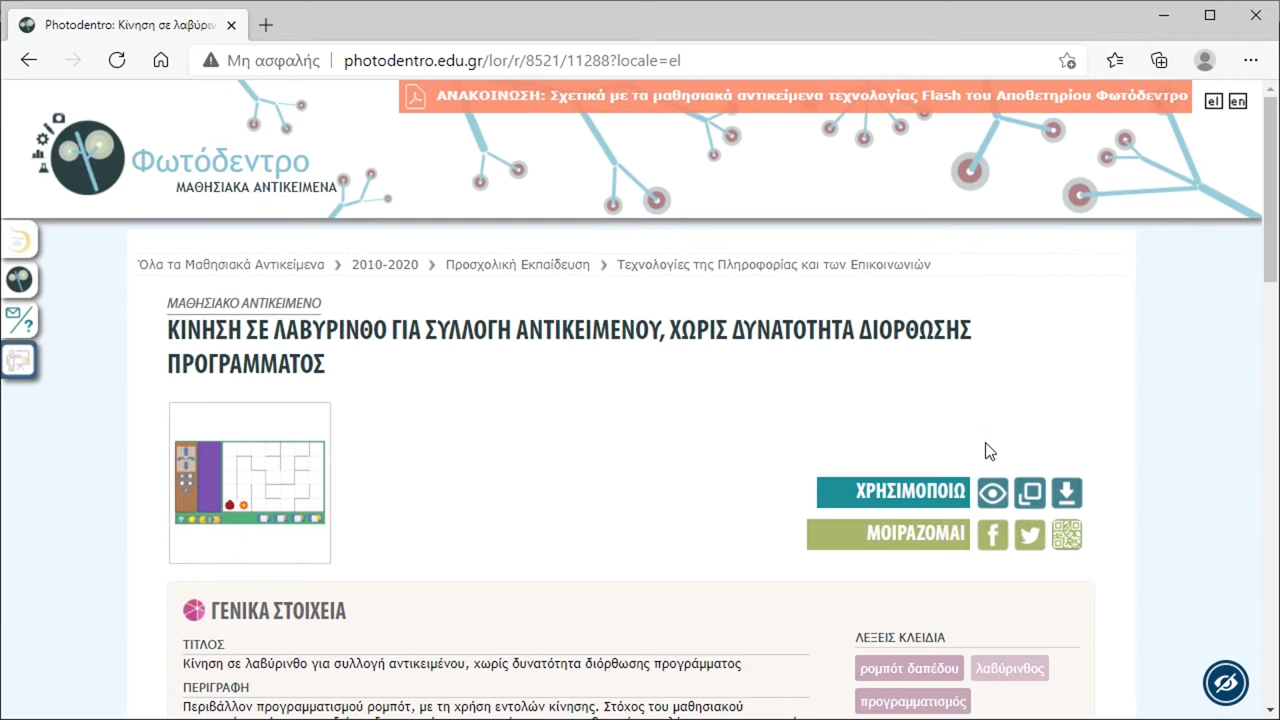 Photodentro: Κίνηση σε λαβύριν
Μη ασφαλής
photodentro.edu.gr/lor/r/8521/11288?locale=el
ΑΝΑΚΟΙΝΩΣΗ: Σχετικά με τα μαθησιακά αντικείμενα τεχνολογίας Flash του Αποθετηρίου Φωτόδεντρο
el en
Φωτόδεντρο
ΜΑΘΗΣΙΑΚΑ ΑΝΤΙΚΕΙΜΕΝΑ
Όλα τα Μαθησιακά Αντικείμενα > 2010-2020 > Προσχολική Εκπαίδευση > Τεχνολογίες της Πληροφορίας και των Επικοινωνιών
ΜΑΘΗΣΙΑΚΟ ΑΝΤΙΚΕΙΜΕΝΟ
ΚΙΝΗΣΗ ΣΕ ΛΑΒΥΡΙΝΘΟ ΓΙΑ ΣΥΛΛΟΓΗ ΑΝΤΙΚΕΙΜΕΝΟΥ, ΧΩΡΙΣ ΔΥΝΑΤΟΤΗΤΑ ΔΙΟΡΘΩΣΗΣ
ΠΡΟΓΡΑΜΜΑΤΟΣ
ΧΡΗΣΙΜΟΠΟΙΩ
ΜΟΙΡΑΖΟΜΑΙ
ΓΕΝΙΚΑ ΣΤΟΙΧΕΙΑ
ΤΙΤΛΟΣ
Κίνηση σε λαβύρινθο για συλλογή αντικειμένου, χωρίς δυνατότητα διόρθωσης προγράμματος
ΠΕΡΙΓΡΑΦΗ
Περιβάλλον προγραμματισμού ρομπότ, με τη χρήση εντολών κίνησης. Στόχος του μαθησιακού
ΛΕΞΕΙΣ ΚΛΕΙΔΙΑ
ρομπότ δαπέδου λαβύρινθος
προγραμματισμός